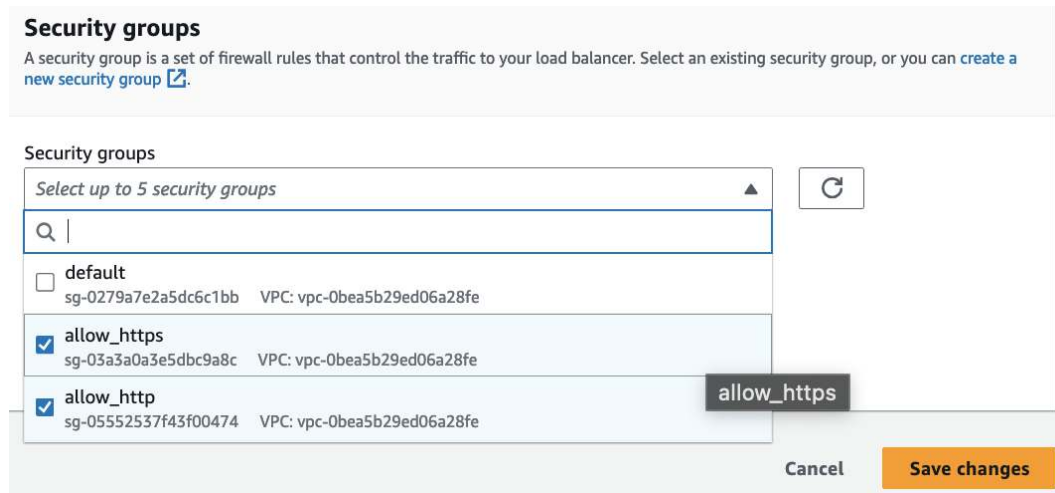 Security groups
A security group is a set of firewall rules that control the traffic to your load balancer. Select an existing security group, or you can create a
new security group.
Security groups
Select up to 5 security groups
default
sg-0279a7e2a5dc6c1bb VPC: vpc-0bea5b29ed06a28fe
allow_https
sg-03a3a0a3e5dbc9a8c VPC: vpc-0bea5b29ed06a28fe
allow_http
sg-05552537f43f00474 VPC: vpc-0bea5b29ed06a28fe
allow_https
Cancel Save changes